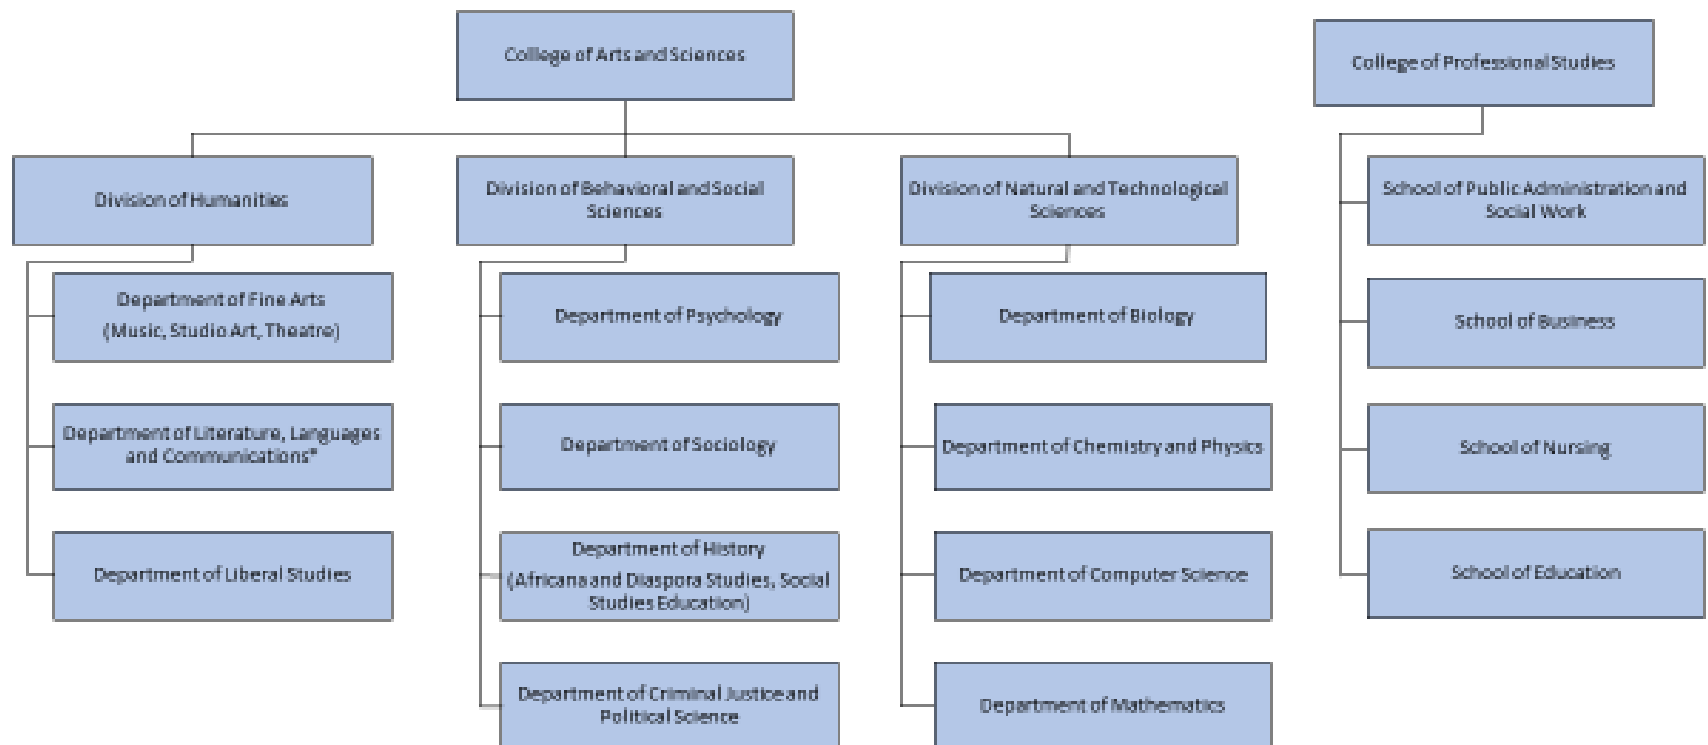 College of Arts and Sciences
College of Professional Studies
Division of Humanities
Division of Behavioral and Social
Sciences
Division of Natural and Technological
Sciences
School of Public Administration and
Social Work
Department of Fine Arts
(Music, Studio Art, Theatre)
Department of Psychology
Department of Biology
School of Business
Department of Literature, Languages
and Communications*
Department of Sociology
Department of Chemistry and Physics
School of Nursing
Department of Liberal Studies
Department of History
(Africana and Diaspora Studies, Social
Studies Education)
Department of Computer Science
School of Education
Department of Criminal Justice and
Political Science
Department of Mathematics